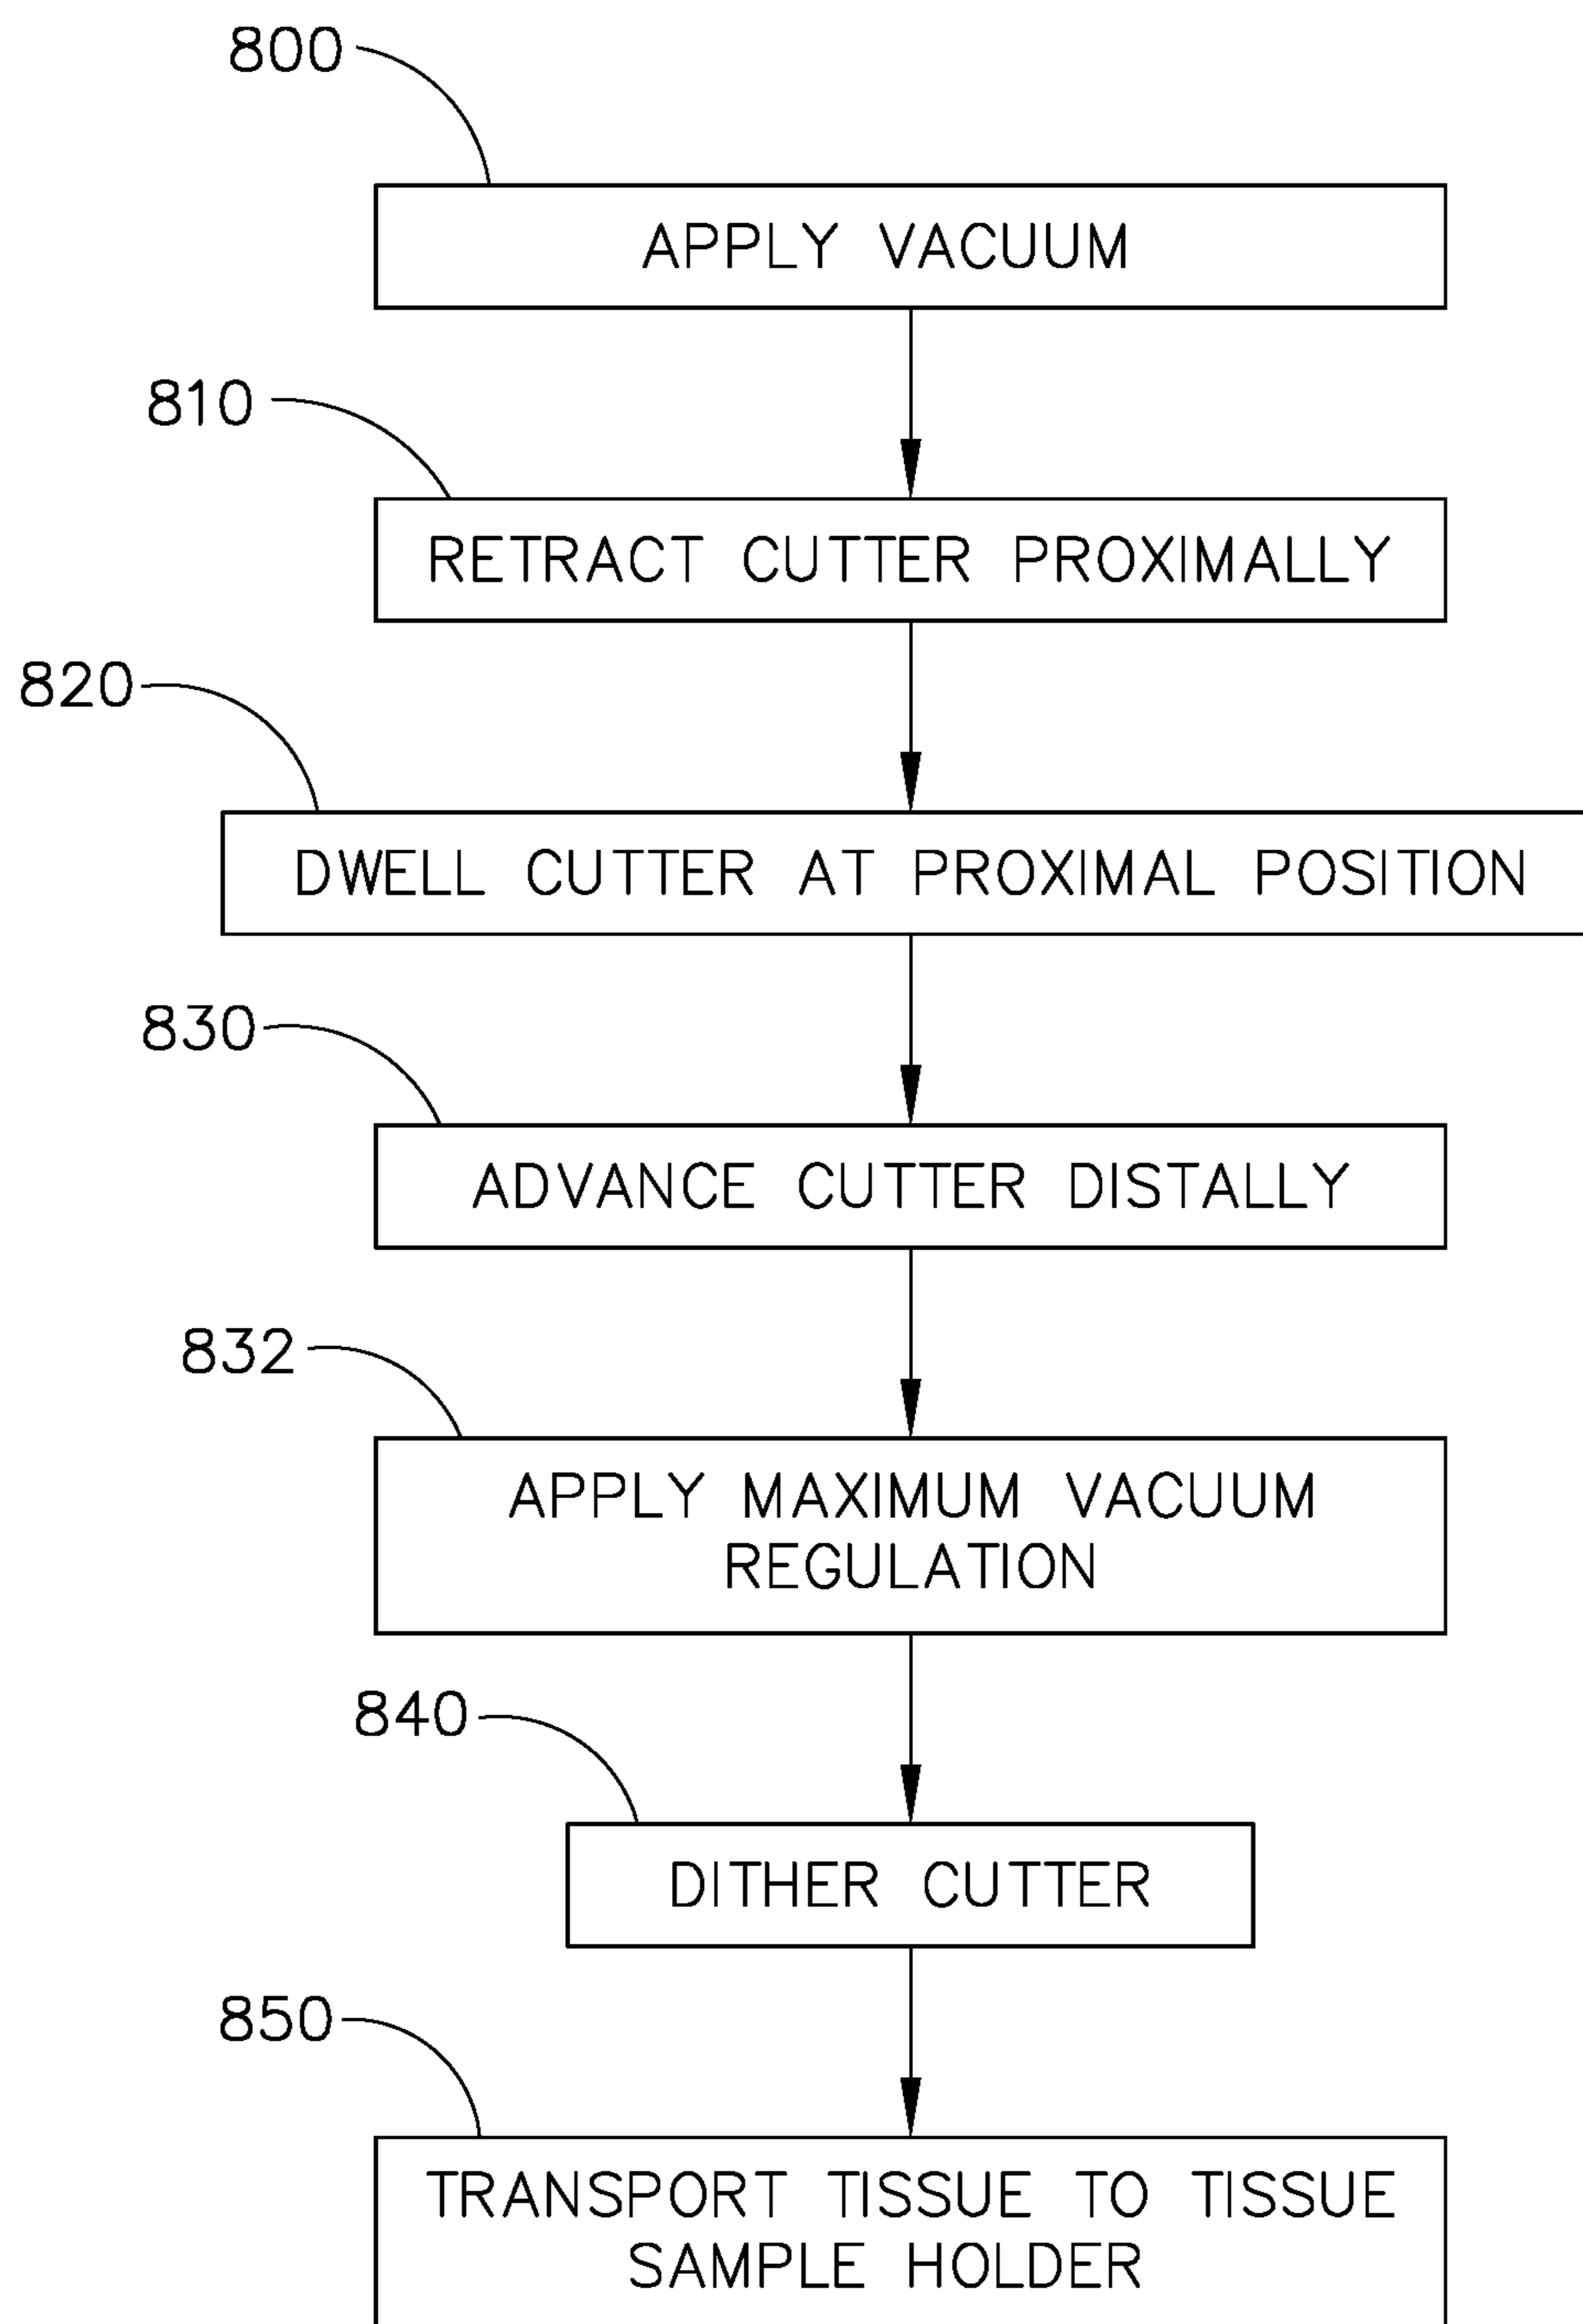 800
APPLY VACUUM
810
RETRACT CUTTER PROXIMALLY
820
DWELL CUTTER AT PROXIMAL POSITION
830
ADVANCE CUTTER DISTALLY
832
APPLY MAXIMUM VACUUM
REGULATION
840
DITHER CUTTER
850
TRANSPORT TISSUE TO TISSUE
SAMPLE HOLDER